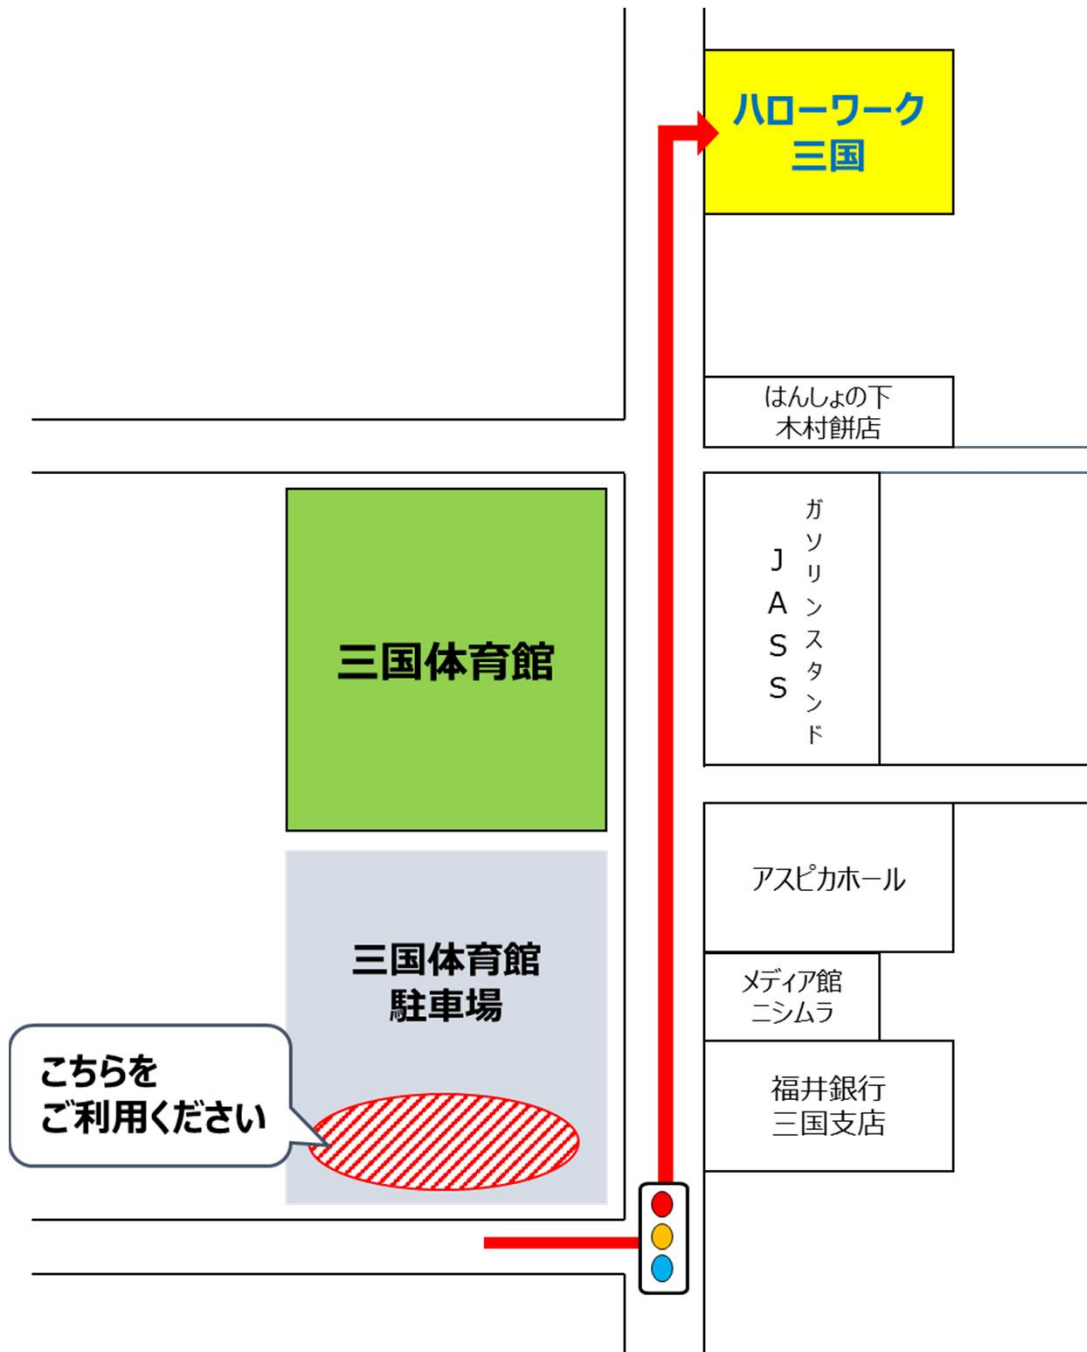 ハローワーク
三国
はんしょの下
木村餅店
ガソリンスタンド
JASS
三国体育館
アスピカホール
三国体育館
駐車場
メディア館
ニシムラ
こちらを
ご利用ください
福井銀行
三国支店